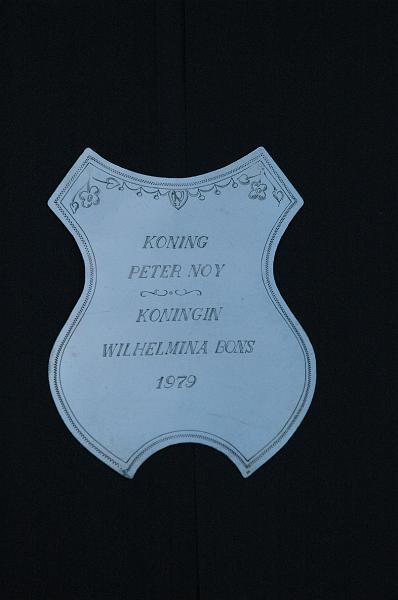 N
KONING
PETER NOY
KONINGIN
WILHELMINA BONS
1979